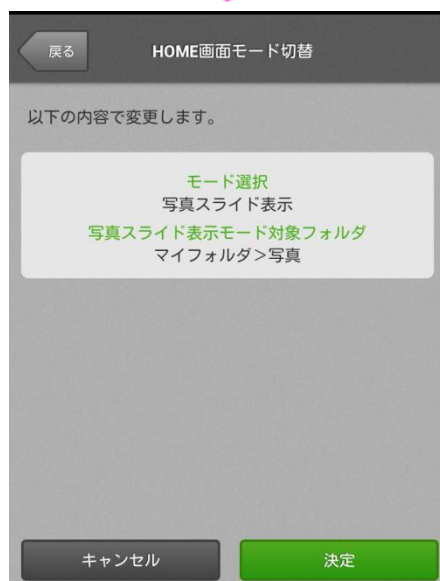 戻る
HOME画面モード切替
以下の内容で変更します。
モード選択
写真スライド表示
写真スライド表示モード対象フォルダ
マイフォルダ>写真
キャンセル
決定